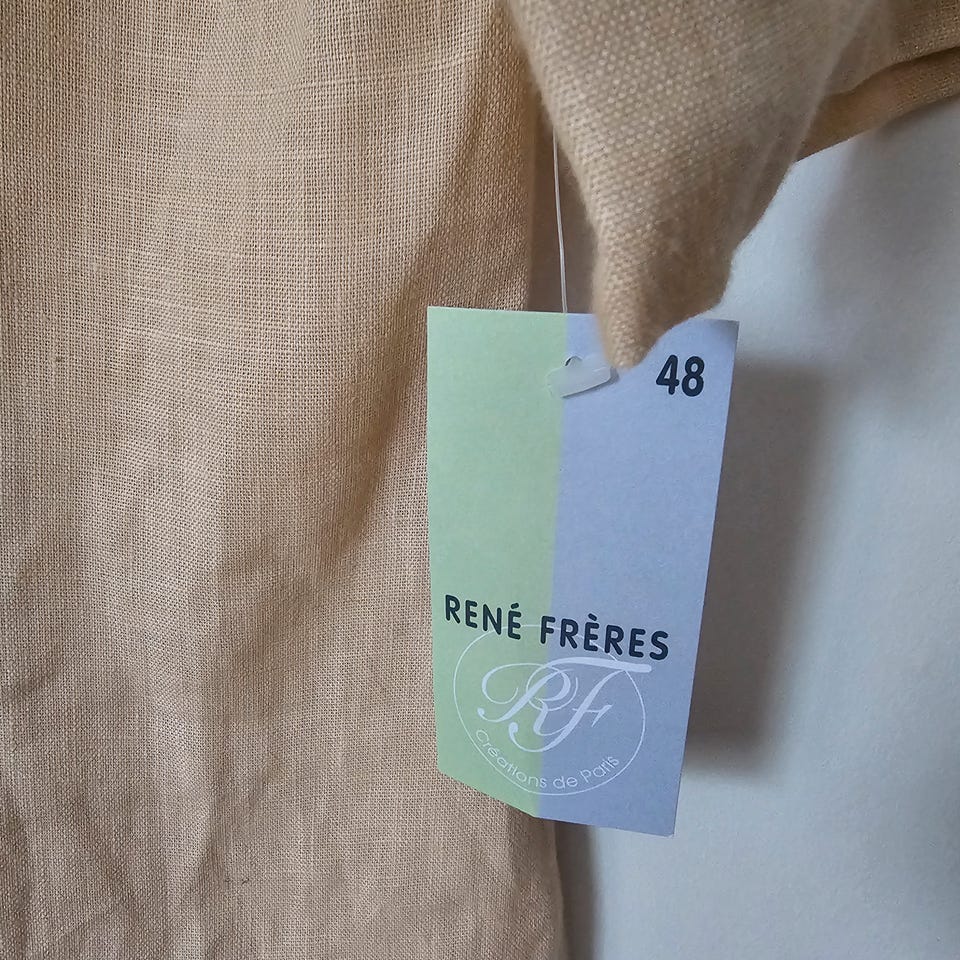 48
RENÉ FRÈRES
RF
Créations de Paris